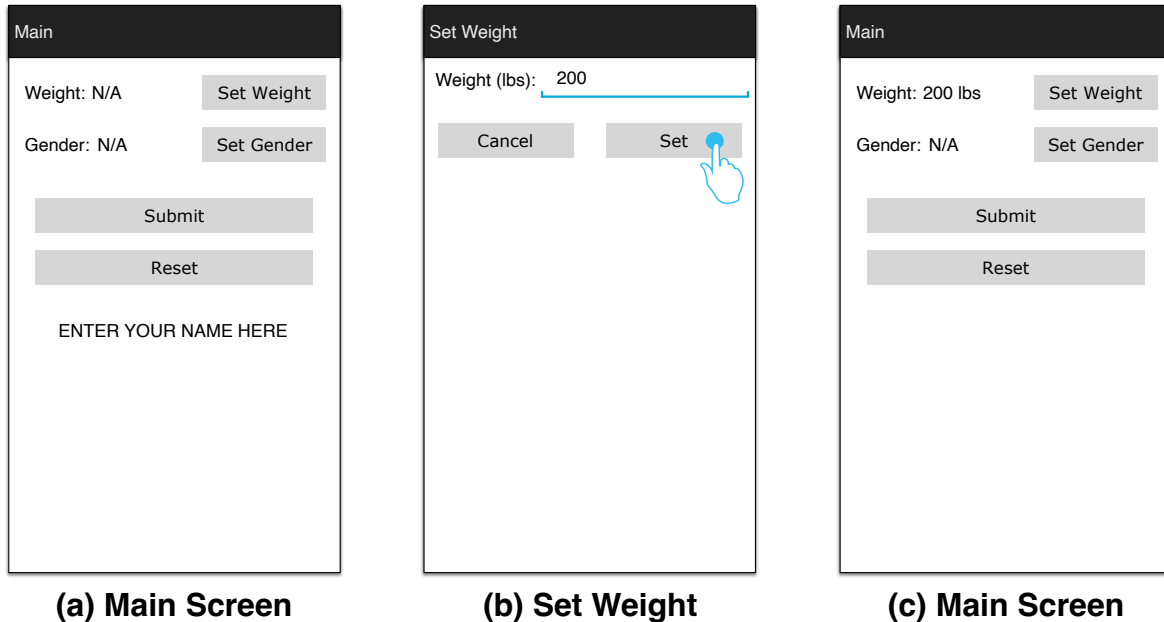 Main
Weight: N/A
Set Weight
Gender: N/A
Set Gender
Submit
Reset
ENTER YOUR NAME HERE
(a) Main Screen
Set Weight
Weight (lbs): 200
Cancel
Set
(b) Set Weight
Main
Weight: 200 lbs
Set Weight
Gender: N/A
Set Gender
Submit
Reset
(c) Main Screen